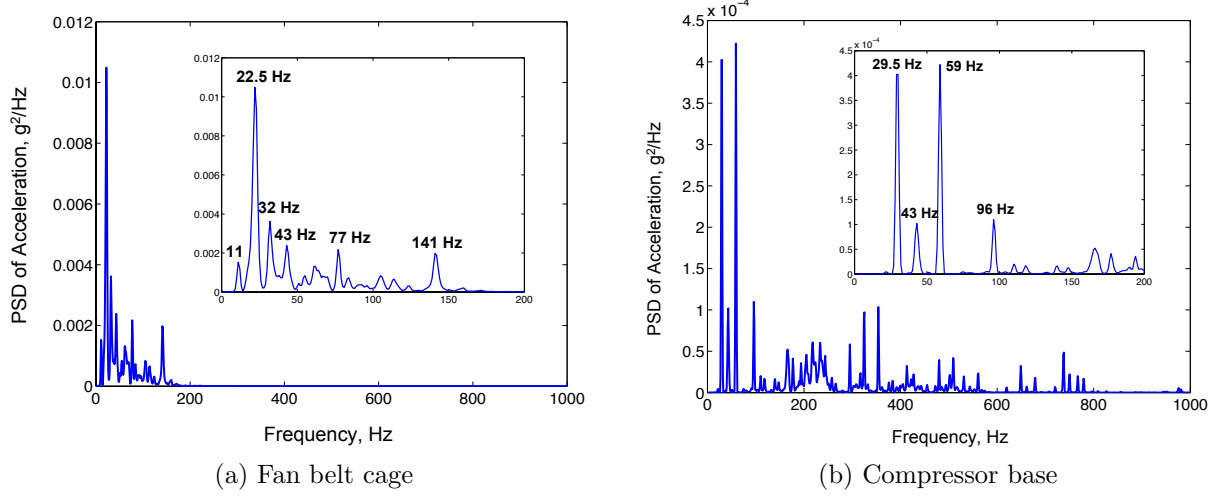 0.012
0.01
0.008
0.006
0.004
0.002
0
0 200 400 600 800 1000
PSD of Acceleration, g²/Hz
Frequency, Hz
0.012
0.01
0.008
0.006
0.004
0.002
0
0 50 100 150 200
22.5 Hz
32 Hz
43 Hz
11
77 Hz
141 Hz
(a) Fan belt cage
5 x 10⁻⁴
4.5
4
3.5
3
2.5
2
1.5
1
0.5
0
0 200 400 600 800 1000
PSD of Acceleration, g²/Hz
Frequency, Hz
4.5 x 10⁻⁴
4
3.5
3
2.5
2
1.5
1
0.5
0
0 50 100 150 200
29.5 Hz
59 Hz
43 Hz
96 Hz
(b) Compressor base